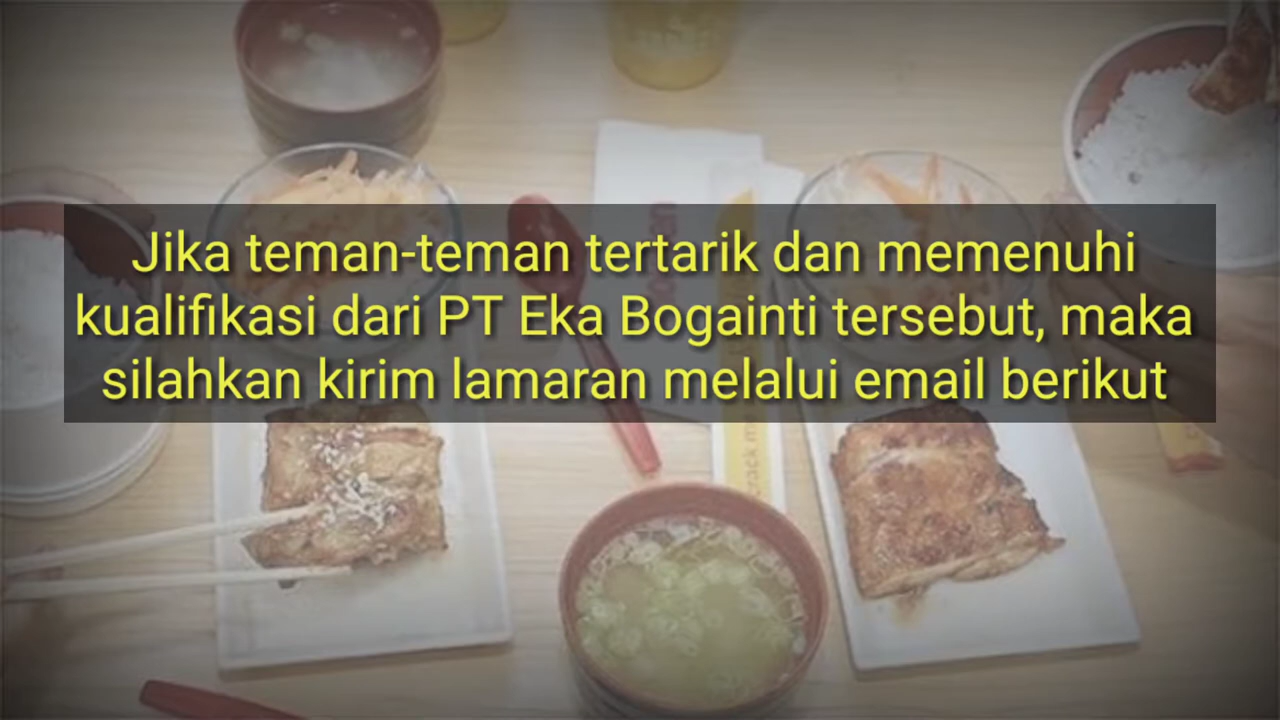 Jika teman-teman tertarik dan memenuhi
kualifikasi dari PT Eka Bogainti tersebut, maka
silahkan kirim lamaran melalui email berikut